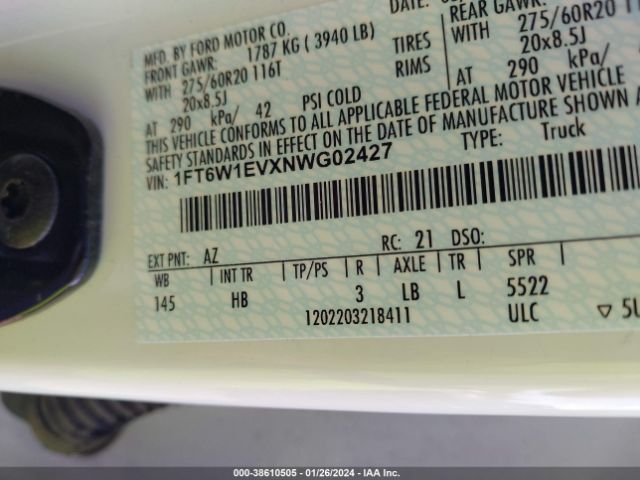 DATE:
MFD. BY FORD MOTOR CO.
FRONT GAWR: 1787 KG ( 3940 LB)
WITH 275/60R20 116T TIRES
20x8.5J RIMS
AT 290 kPa/ 42 PSI COLD
REAR GAWR:
WITH 275/60R20 11
20x8.5J
AT 290 kPa/
THIS VEHICLE CONFORMS TO ALL APPLICABLE FEDERAL MOTOR VEHICLE
SAFETY STANDARDS IN EFFECT ON THE DATE OF MANUFACTURE SHOWN
VIN: 1FT6W1EVXNWG02427 TYPE: Truck
EXT PNT: AZ RC: 21 DSO:
WB INT TR TP/PS R AXLE TR SPR
145 HB 3 LB L 5522
1202203218411 ULC ▽ 5U
000-38610505 - 01/26/2024 - IAA Inc.